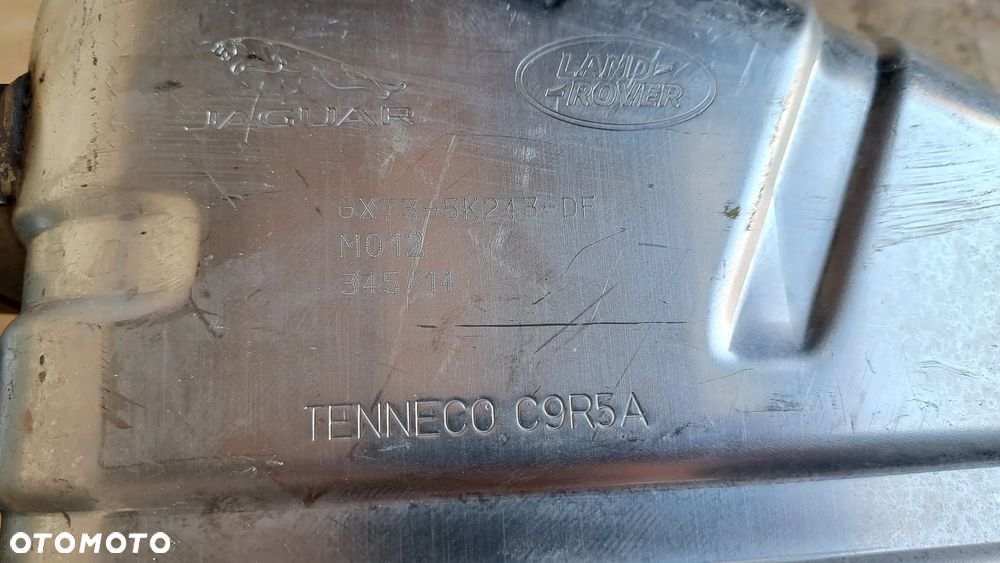 JAGUAR
LAND-
-ROVER
GX73-5K243-DF
M012
345/14
TENNECO C9R5A
OTOMOTO